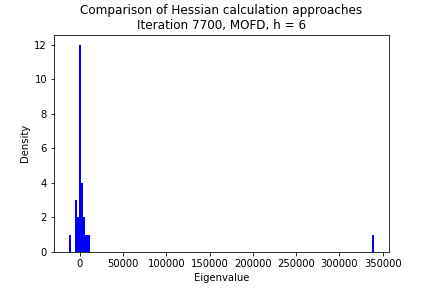 Comparison of Hessian calculation approaches
Iteration 7700, MOFD, h = 6
12
10
8
6
4
2
0
Density
0 50000 100000 150000 200000 250000 300000 350000
Eigenvalue